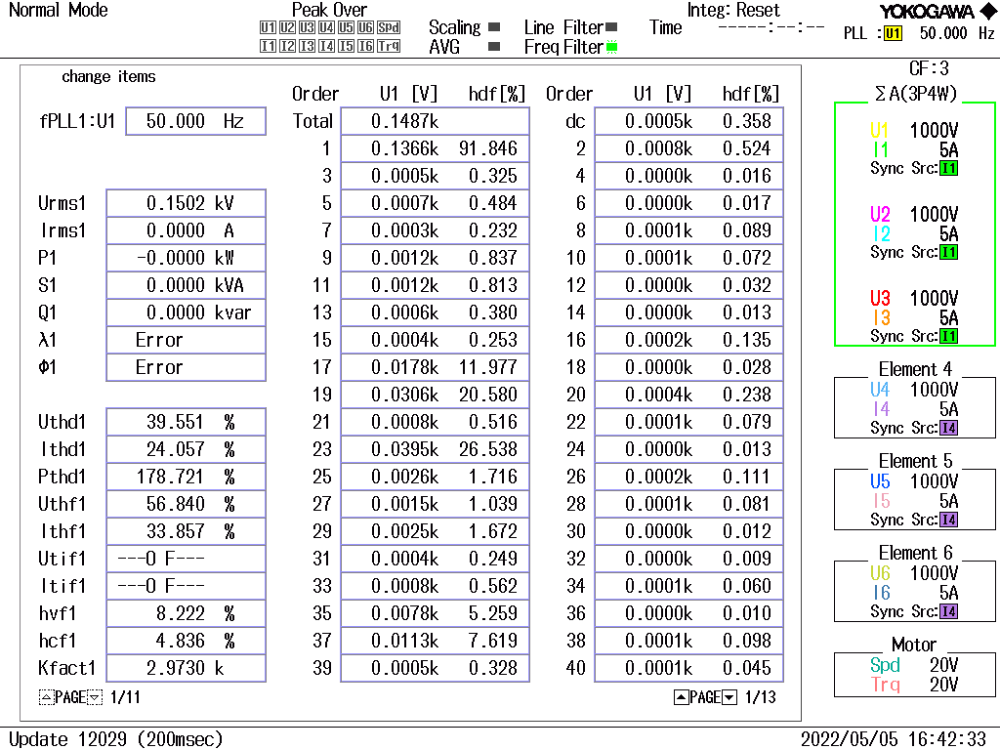 Normal Mode
Peak Over
U1 U2 U3 U4 U5 U6 Spd
I1 I2 I3 I4 I5 I6 Trq
Scaling
AVG
Line Filter
Freq Filter
Integ: Reset
Time -----:--:--
YOKOGAWA
PLL :U1 50.000 Hz
change items
fPLL1:U1 50.000 Hz
Urms1 0.1502 kV
Irms1 0.0000 A
P1 -0.0000 kW
S1 0.0000 kVA
Q1 0.0000 kvar
λ1 Error
Φ1 Error
Uthd1 39.551 %
Ithd1 24.057 %
Pthd1 178.721 %
Uthf1 56.840 %
Ithf1 33.857 %
Utif1 ---O F---
Itif1 ---O F---
hvf1 8.222 %
hcf1 4.836 %
Kfact1 2.9730 k
PAGE 1/11
Order U1 [V] hdf[%]
Total 0.1487k
1 0.1366k 91.846
3 0.0005k 0.325
5 0.0007k 0.484
7 0.0003k 0.232
9 0.0012k 0.837
11 0.0012k 0.813
13 0.0006k 0.380
15 0.0004k 0.253
17 0.0178k 11.977
19 0.0306k 20.580
21 0.0008k 0.516
23 0.0395k 26.538
25 0.0026k 1.716
27 0.0015k 1.039
29 0.0025k 1.672
31 0.0004k 0.249
33 0.0008k 0.562
35 0.0078k 5.259
37 0.0113k 7.619
39 0.0005k 0.328
Order U1 [V] hdf[%]
dc 0.0005k 0.358
2 0.0008k 0.524
4 0.0000k 0.016
6 0.0000k 0.017
8 0.0001k 0.089
10 0.0001k 0.072
12 0.0000k 0.032
14 0.0000k 0.013
16 0.0002k 0.135
18 0.0000k 0.028
20 0.0004k 0.238
22 0.0001k 0.079
24 0.0000k 0.013
26 0.0002k 0.111
28 0.0001k 0.081
30 0.0000k 0.012
32 0.0000k 0.009
34 0.0001k 0.060
36 0.0000k 0.010
38 0.0001k 0.098
40 0.0001k 0.045
PAGE 1/13
CF:3
ΣA(3P4W)
U1 1000V
I1 5A
Sync Src:I1
U2 1000V
I2 5A
Sync Src:I1
U3 1000V
I3 5A
Sync Src:I1
Element 4
U4 1000V
I4 5A
Sync Src:I4
Element 5
U5 1000V
I5 5A
Sync Src:I4
Element 6
U6 1000V
I6 5A
Sync Src:I4
Motor
Spd 20V
Trq 20V
Update 12029 (200msec)
2022/05/05 16:42:33